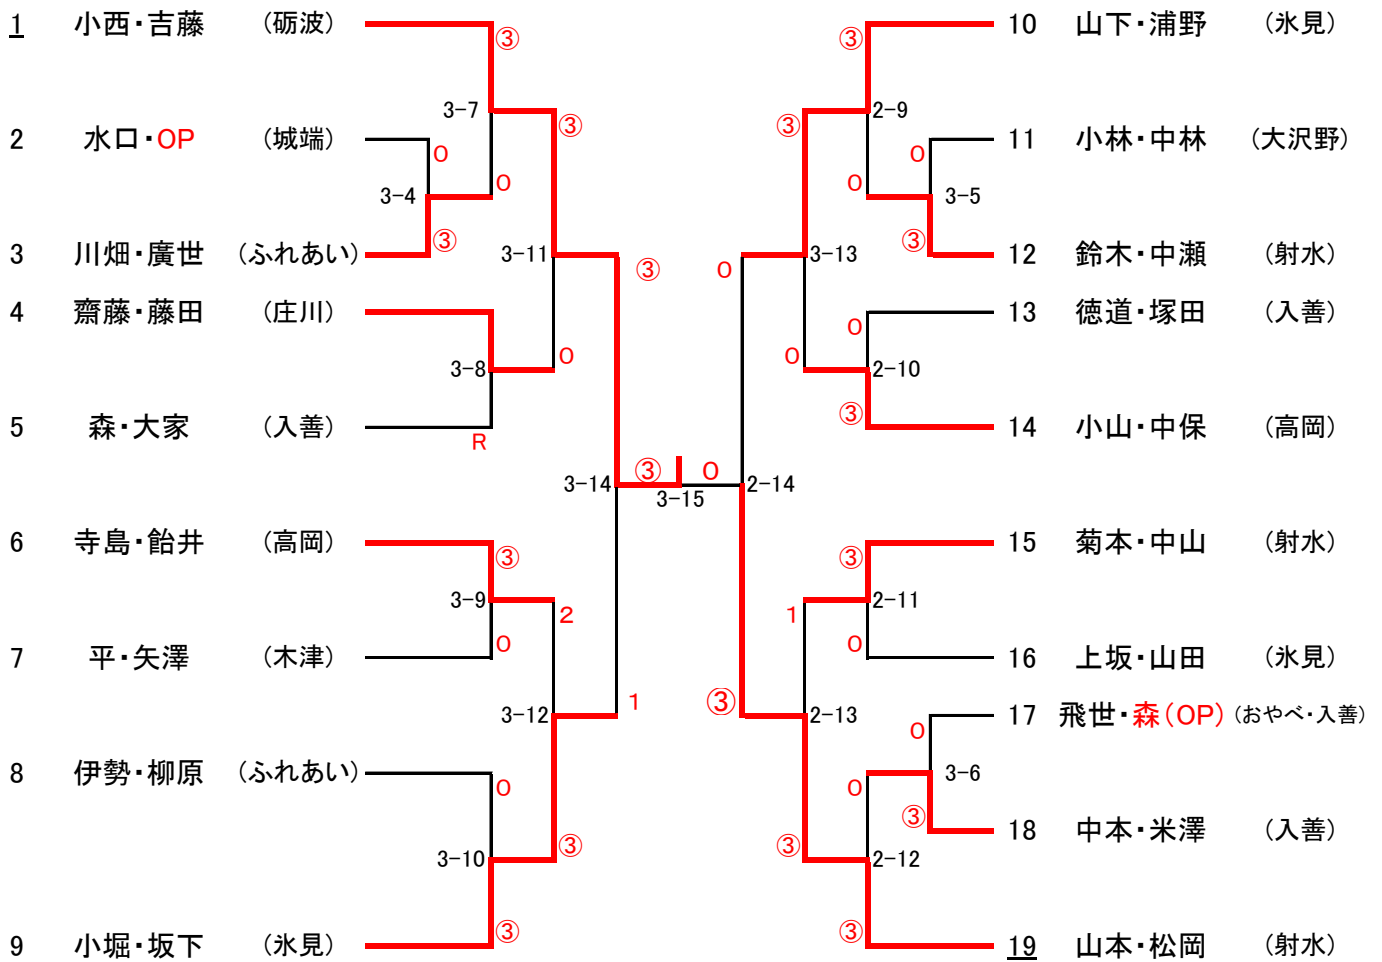 1 小西・吉藤 (砺波) ③ ③ 10 山下・浦野 (氷見)
3-7 ③ ③ 2-9
2 水口・OP (城端) 0 0 11 小林・中林 (大沢野)
3-4 0 0 3-5
3 川畑・廣世 (ふれあい) ③ 3-11 ③ 0 3-13 ③ 12 鈴木・中瀬 (射水)
4 齋藤・藤田 (庄川) 0 13 徳道・塚田 (入善)
3-8 0 0 2-10
5 森・大家 (入善) R ③ 14 小山・中保 (高岡)
3-14 ③ 0 2-14
3-15
6 寺島・飴井 (高岡) ③ ③ 15 菊本・中山 (射水)
3-9 2 1 2-11
7 平・矢澤 (木津) 0 0 16 上坂・山田 (氷見)
3-12 1 ③ 2-13 0 17 飛世・森(OP) (おやべ・入善)
8 伊勢・柳原 (ふれあい) 0 0 3-6
③ 18 中本・米澤 (入善)
3-10 ③ ③ 2-12
9 小堀・坂下 (氷見) ③ ③ 19 山本・松岡 (射水)